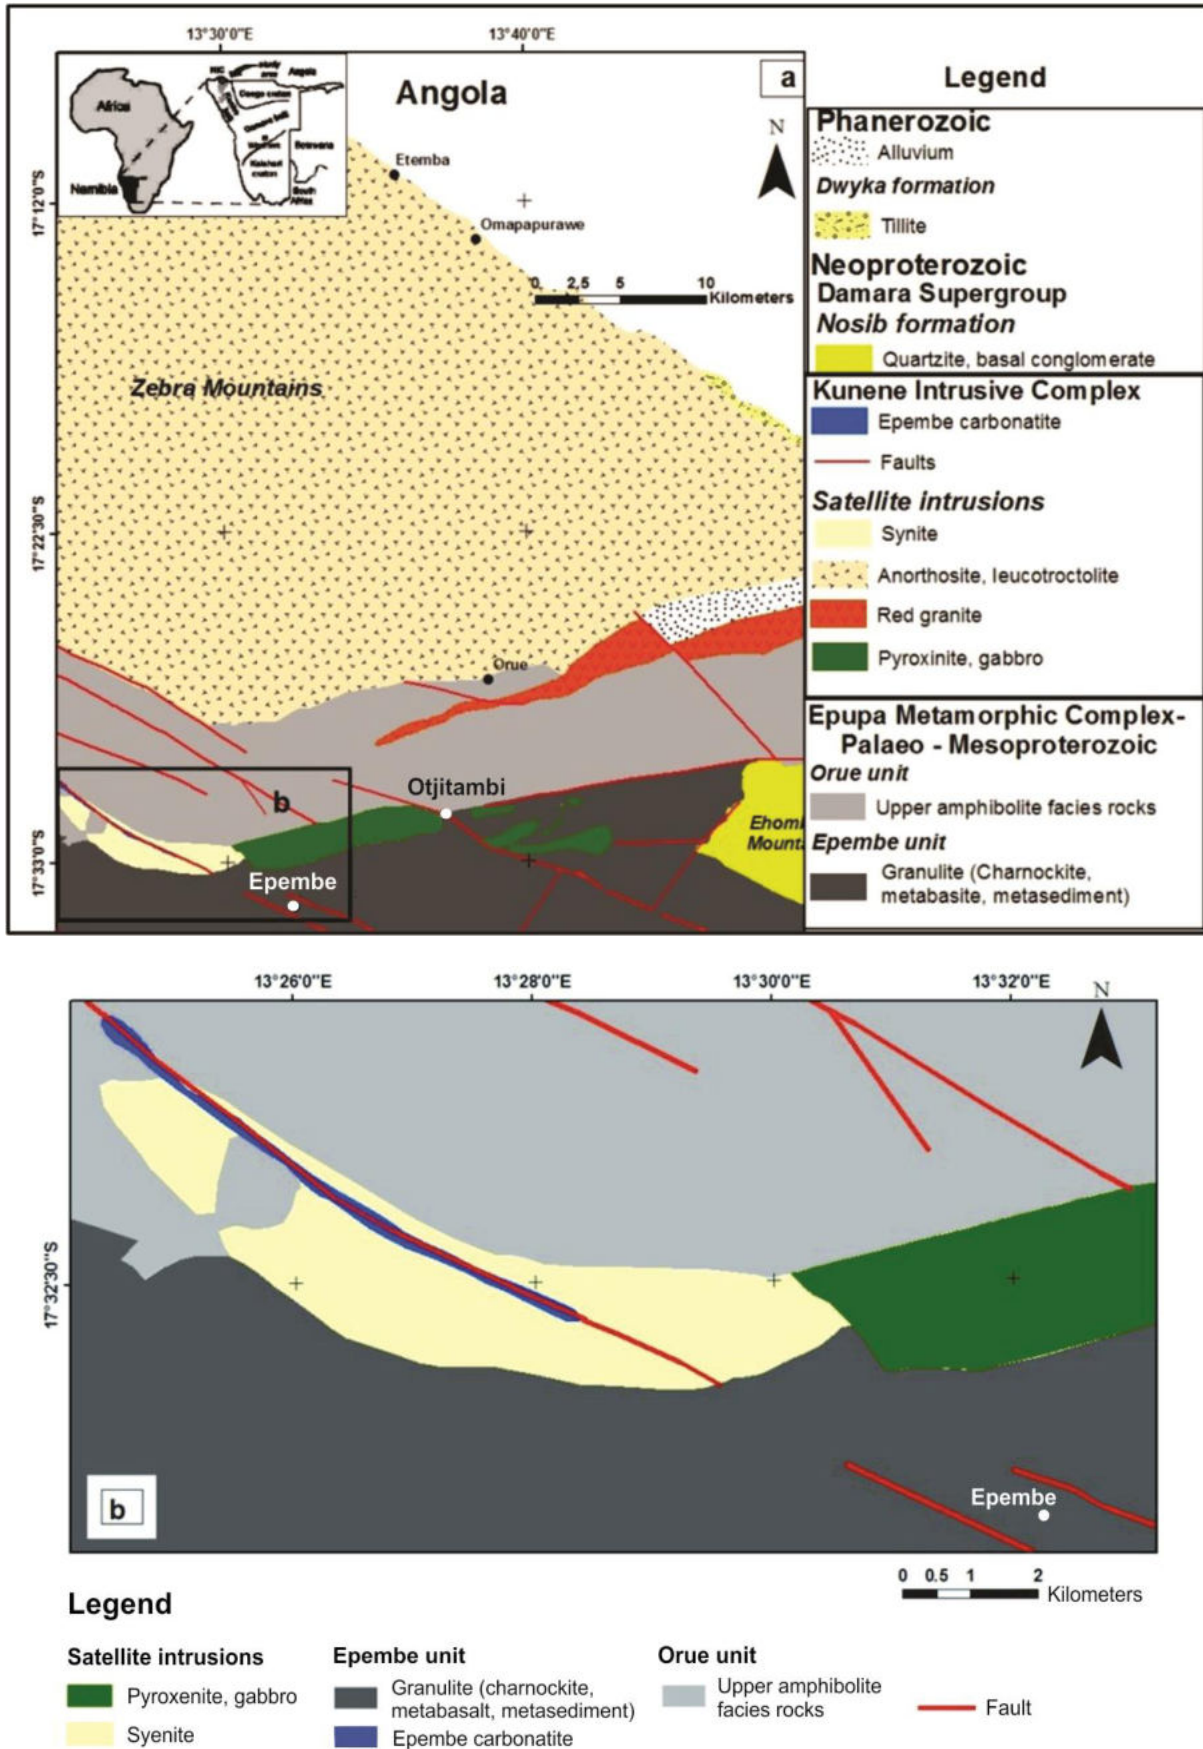 13°30'0"E
13°40'0"E
Angola
a
Legend
Africa
Namibia
Angola
Botswana
South
Africa
N
Etemba
Omapapurawe
0 2,5 5 10
Kilometers
Zebra Mountains
Orue
Otjitambi
b
Epembe
Ehomb
Mounta
17°12'0"S
17°22'30"S
17°33'0"S
Phanerozoic
Alluvium
Dwyka formation
Tillite
Neoproterozoic
Damara Supergroup
Nosib formation
Quartzite, basal conglomerate
Kunene Intrusive Complex
Epembe carbonatite
Faults
Satellite intrusions
Synite
Anorthosite, leucotroctolite
Red granite
Pyroxinite, gabbro
Epupa Metamorphic Complex-
Palaeo - Mesoproterozoic
Orue unit
Upper amphibolite facies rocks
Epembe unit
Granulite (Charnockite,
metabasite, metasediment)
13°26'0"E
13°28'0"E
13°30'0"E
13°32'0"E
N
17°32'30"S
Epembe
b
0 0.5 1 2
Kilometers
Legend
Satellite intrusions
Pyroxenite, gabbro
Syenite
Epembe unit
Granulite (charnockite,
metabasalt, metasediment)
Epembe carbonatite
Orue unit
Upper amphibolite
facies rocks
Fault